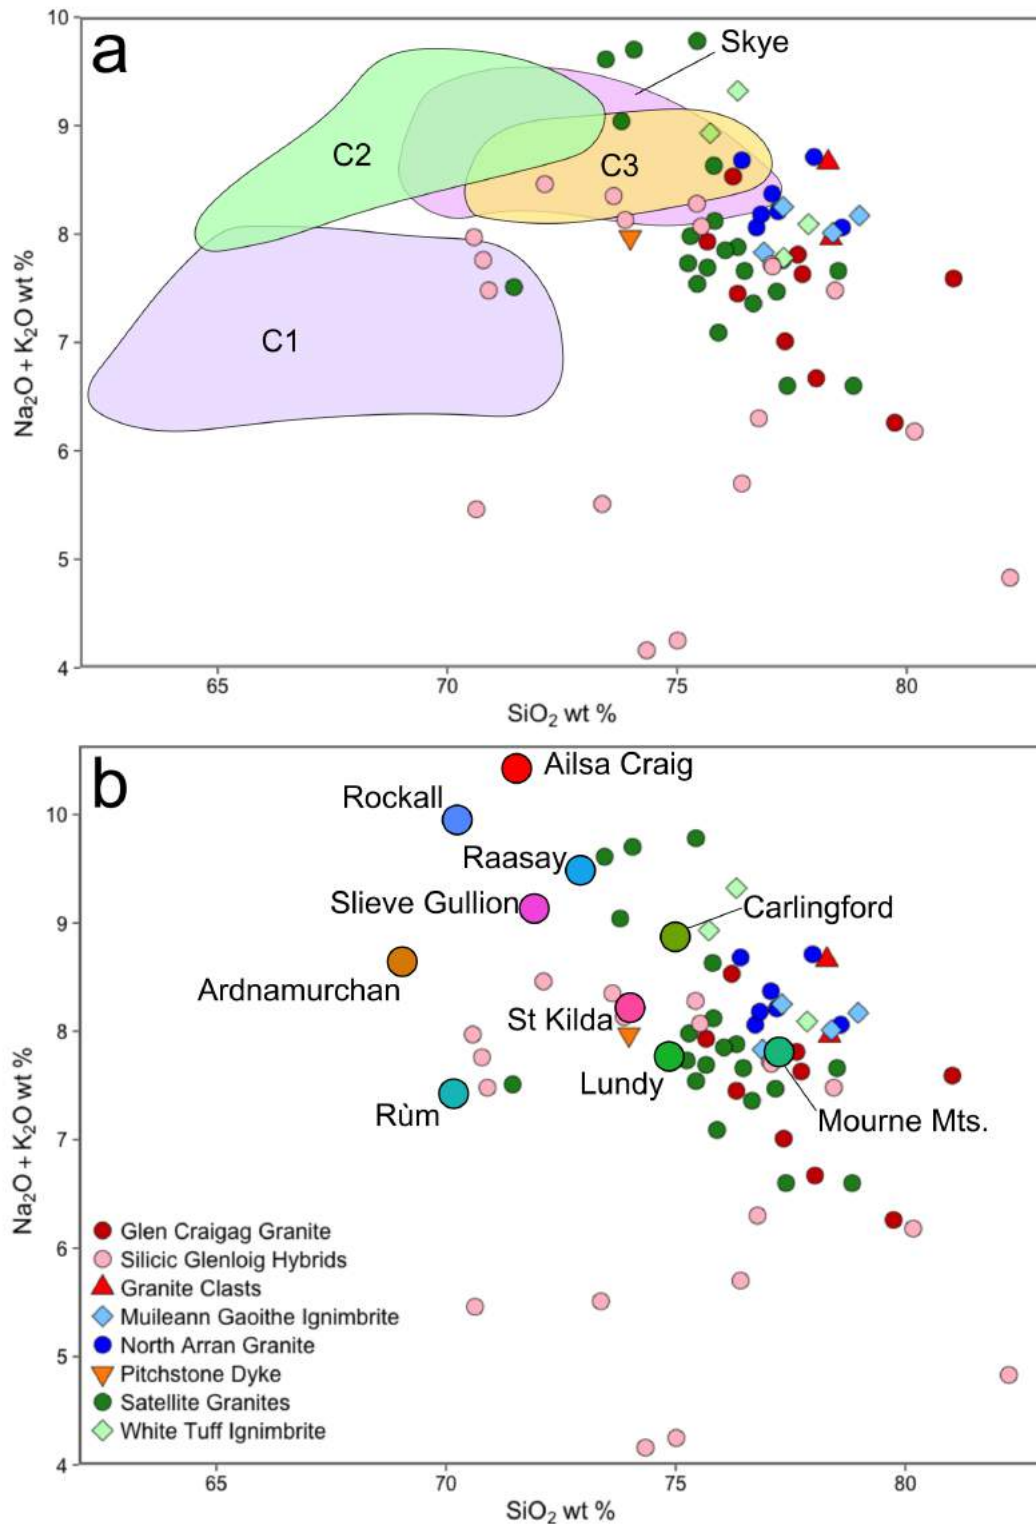 a
Skye
C2
C3
C1
10
9
8
7
6
5
4
Na₂O + K₂O wt %
65
70
75
80
SiO₂ wt %
b
Ailsa Craig
Rockall
Raasay
Slieve Gullion
Carlingford
Ardnamurchan
St Kilda
Lundy
Rùm
Mourne Mts.
10
9
8
7
6
5
4
Na₂O + K₂O wt %
Glen Craigag Granite
Silicic Glenloig Hybrids
Granite Clasts
Muileann Gaoithe Ignimbrite
North Arran Granite
Pitchstone Dyke
Satellite Granites
White Tuff Ignimbrite
65
70
75
80
SiO₂ wt %